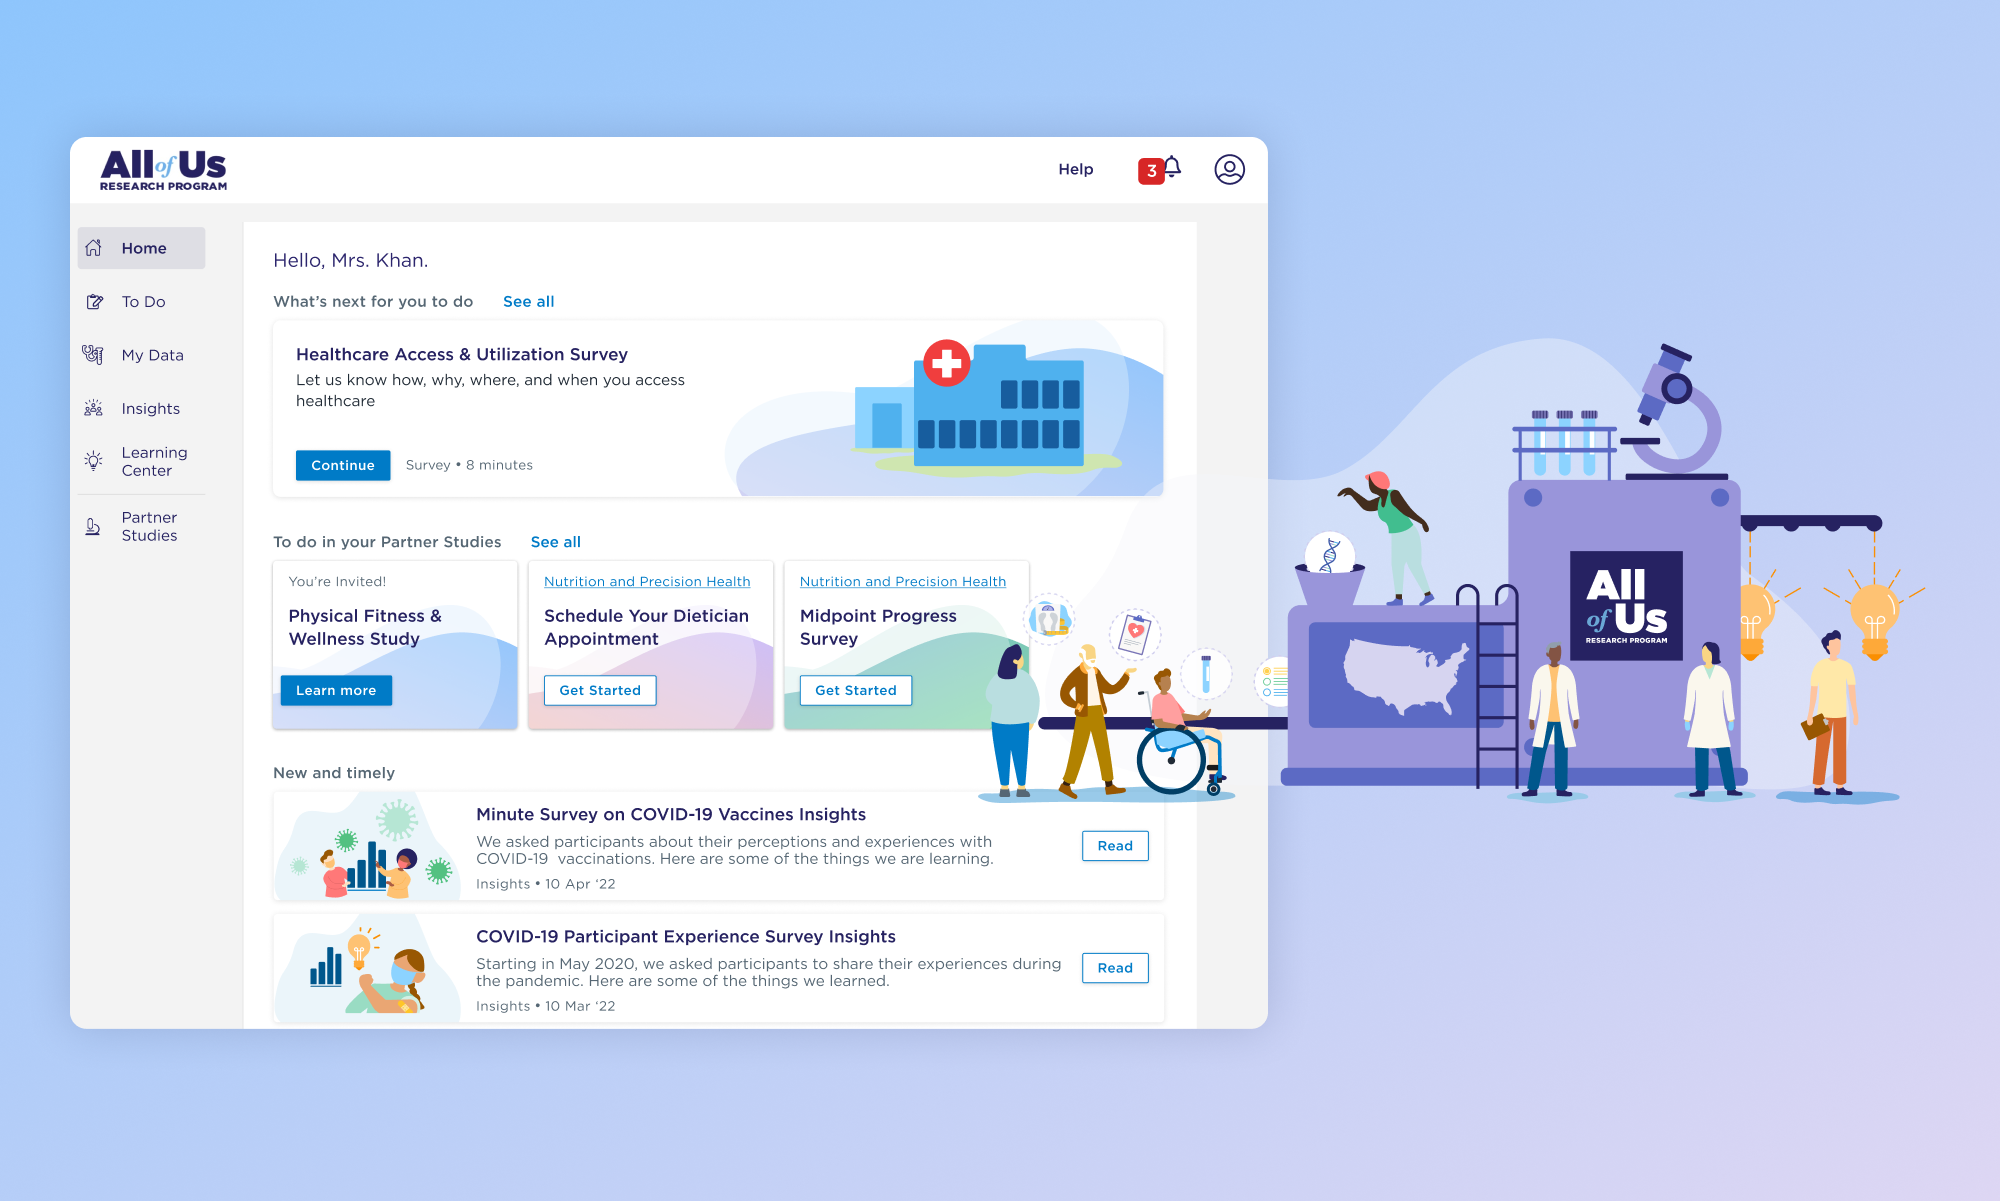 All of Us
RESEARCH PROGRAM
Help
3
Home
To Do
My Data
Insights
Learning
Center
Partner
Studies
Hello, Mrs. Khan.
What's next for you to do See all
Healthcare Access & Utilization Survey
Let us know how, why, where, and when you access
healthcare
Continue Survey • 8 minutes
To do in your Partner Studies See all
You're Invited!
Physical Fitness &
Wellness Study
Learn more
Nutrition and Precision Health
Schedule Your Dietician
Appointment
Get Started
Nutrition and Precision Health
Midpoint Progress
Survey
Get Started
New and timely
Minute Survey on COVID-19 Vaccines Insights
We asked participants about their perceptions and experiences with
COVID-19 vaccinations. Here are some of the things we are learning.
Insights • 10 Apr ‘22
Read
COVID-19 Participant Experience Survey Insights
Starting in May 2020, we asked participants to share their experiences during
the pandemic. Here are some of the things we learned.
Insights • 10 Mar ‘22
Read
All
of Us
RESEARCH PROGRAM